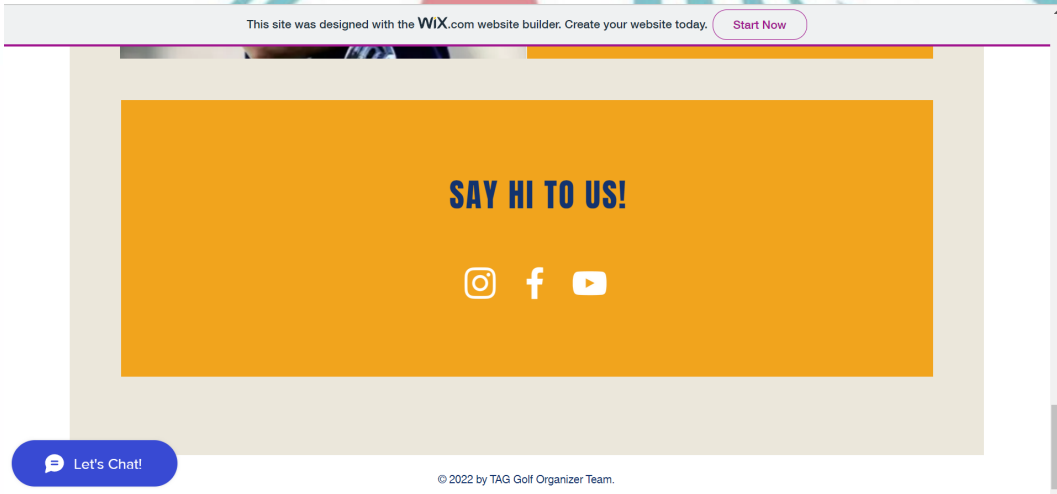 This site was designed with the WiX.com website builder. Create your website today. Start Now
SAY HI TO US!
Let's Chat!
© 2022 by TAG Golf Organizer Team.